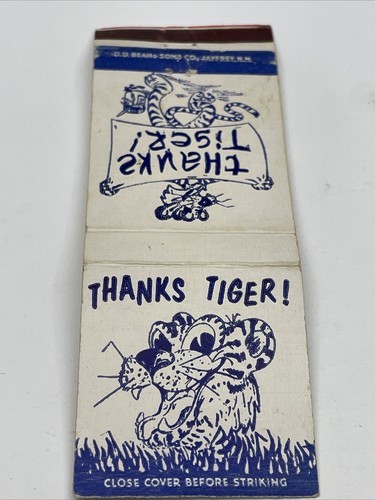 D.D. BEAN & SONS CO., JAFFREY, N.H.
thanks
Tiger!
THANKS TIGER!
CLOSE COVER BEFORE STRIKING